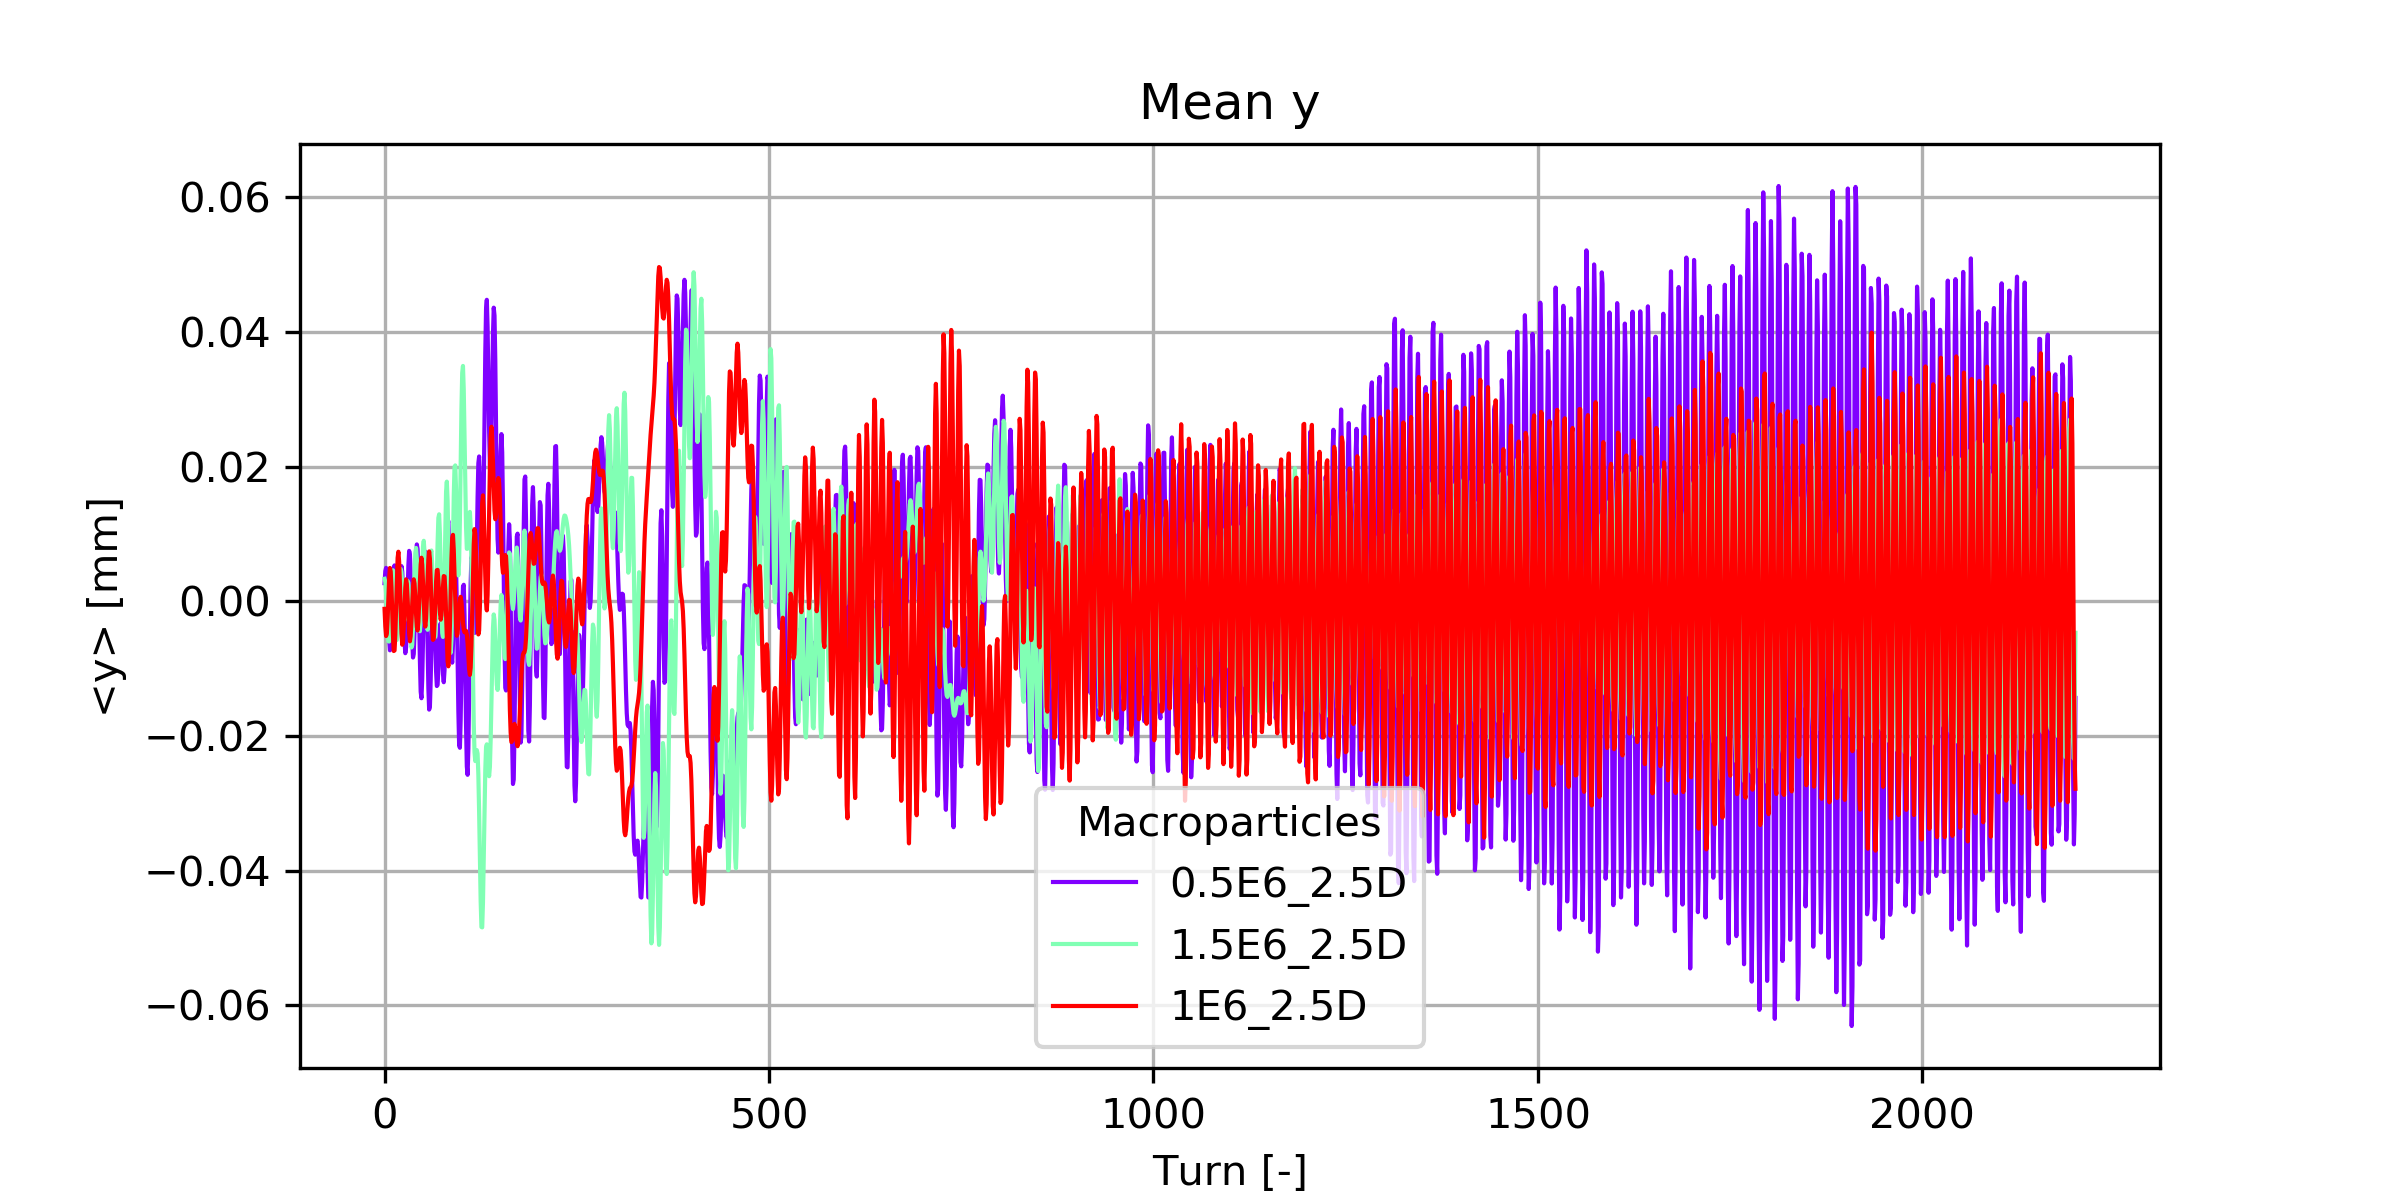 Mean y
<y> [mm]
0.06
0.04
0.02
0.00
−0.02
−0.04
−0.06
Macroparticles
0.5E6_2.5D
1.5E6_2.5D
1E6_2.5D
0 500 1000 1500 2000
Turn [-]